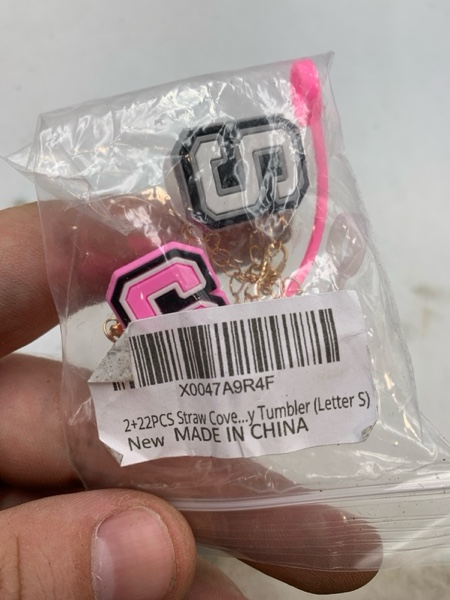 S
S
X0047A9R4F
2+22PCS Straw Cove...y Tumbler (Letter S)
New MADE IN CHINA